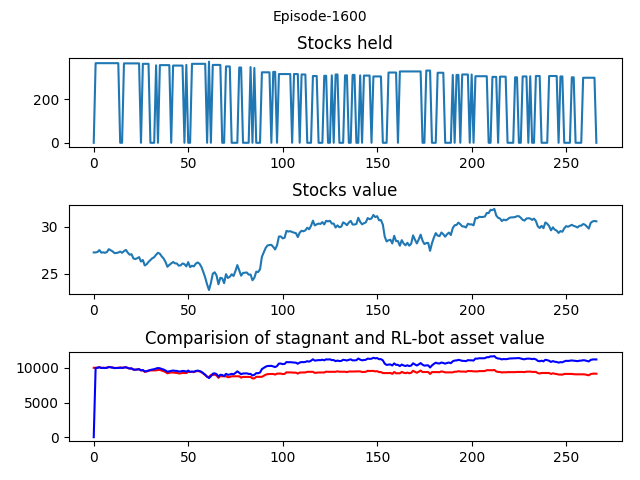 Episode-1600
Stocks held
200
0
0 50 100 150 200 250
Stocks value
30
25
0 50 100 150 200 250
Comparision of stagnant and RL-bot asset value
10000
5000
0
0 50 100 150 200 250